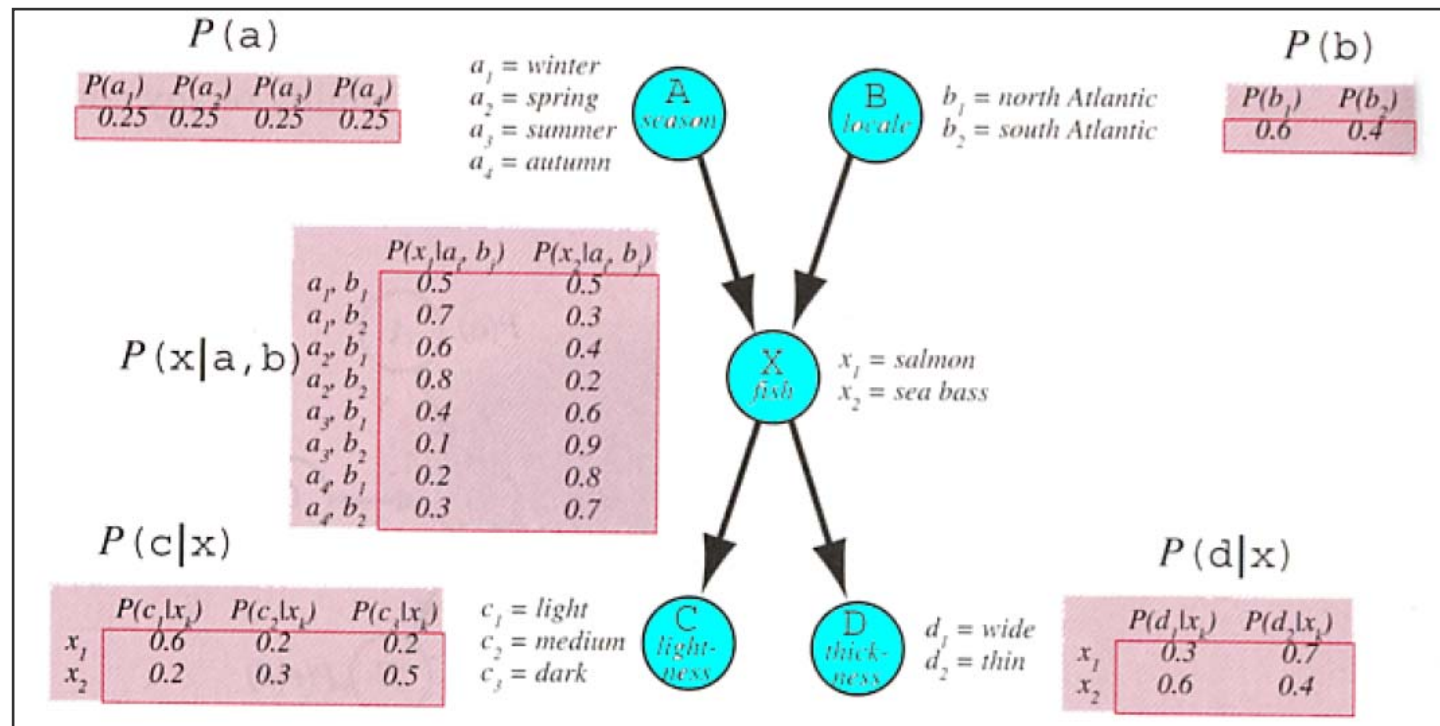 P(a)
P(a₁) P(a₂) P(a₃) P(a₄)
0.25 0.25 0.25 0.25
a₁ = winter
a₂ = spring
a₃ = summer
a₄ = autumn
A
season
B
locale
b₁ = north Atlantic
b₂ = south Atlantic
P(b)
P(b₁) P(b₂)
0.6 0.4
P(x|a,b)
P(x₁|aᵢ, bⱼ) P(x₂|aᵢ, bⱼ)
a₁, b₁ 0.5 0.5
a₁, b₂ 0.7 0.3
a₂, b₁ 0.6 0.4
a₂, b₂ 0.8 0.2
a₃, b₁ 0.4 0.6
a₃, b₂ 0.1 0.9
a₄, b₁ 0.2 0.8
a₄, b₂ 0.3 0.7
X
fish
x₁ = salmon
x₂ = sea bass
P(c|x)
P(c₁|xₖ) P(c₂|xₖ) P(c₃|xₖ)
x₁ 0.6 0.2 0.2
x₂ 0.2 0.3 0.5
c₁ = light
c₂ = medium
c₃ = dark
C
light-
ness
D
thick-
ness
d₁ = wide
d₂ = thin
P(d|x)
P(d₁|xₖ) P(d₂|xₖ)
x₁ 0.3 0.7
x₂ 0.6 0.4